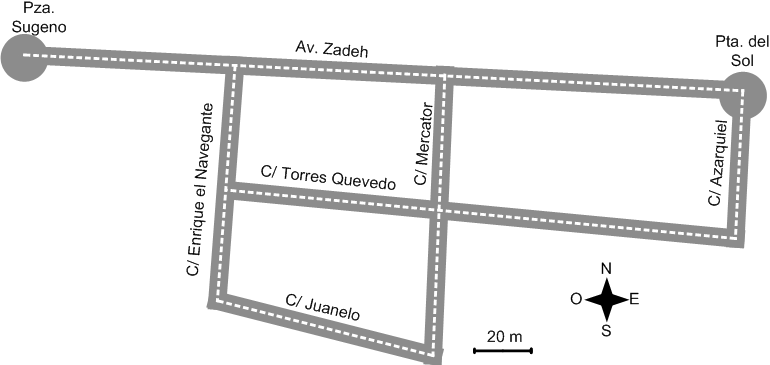 Pza.
Sugeno
Av. Zadeh
Pta. del
Sol
C/ Enrique el Navegante
C/ Mercator
C/ Azarquiel
C/ Torres Quevedo
C/ Juanelo
N
O
E
S
20 m